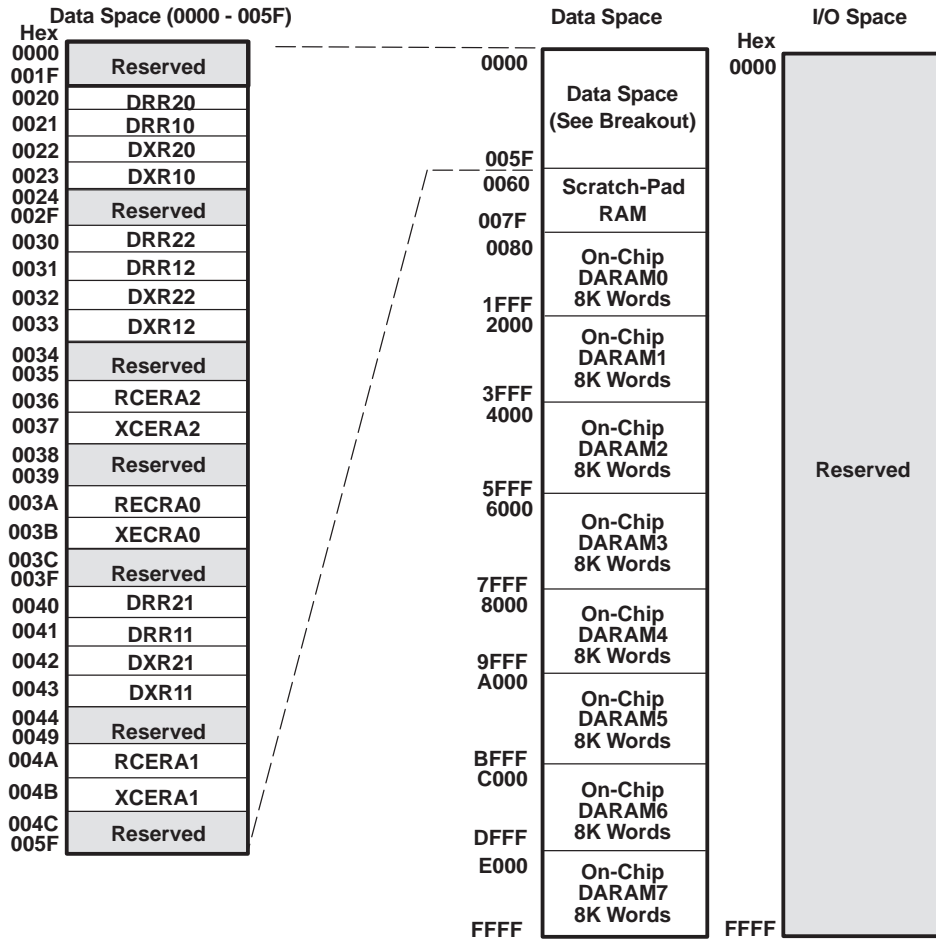 Data Space (0000 - 005F)
Hex
0000
001F
Reserved
0020
DRR20
0021
DRR10
0022
DXR20
0023
DXR10
0024
002F
Reserved
0030
DRR22
0031
DRR12
0032
DXR22
0033
DXR12
0034
0035
Reserved
0036
RCERA2
0037
XCERA2
0038
0039
Reserved
003A
RECRA0
003B
XECRA0
003C
003F
Reserved
0040
DRR21
0041
DRR11
0042
DXR21
0043
DXR11
0044
0049
Reserved
004A
RCERA1
004B
XCERA1
004C
005F
Reserved
Data Space
0000
Data Space
(See Breakout)
005F
0060
Scratch-Pad
RAM
007F
0080
On-Chip
DARAM0
8K Words
1FFF
2000
On-Chip
DARAM1
8K Words
3FFF
4000
On-Chip
DARAM2
8K Words
5FFF
6000
On-Chip
DARAM3
8K Words
7FFF
8000
On-Chip
DARAM4
8K Words
9FFF
A000
On-Chip
DARAM5
8K Words
BFFF
C000
On-Chip
DARAM6
8K Words
DFFF
E000
On-Chip
DARAM7
8K Words
FFFF
I/O Space
Hex
0000
Reserved
FFFF